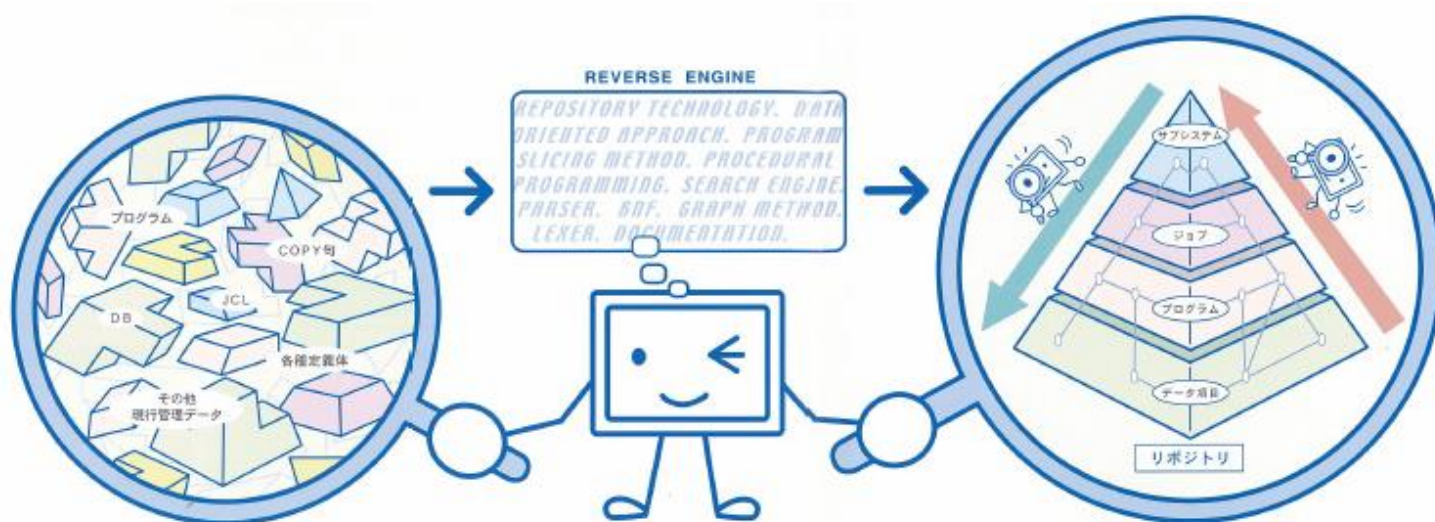 プログラム
COPY句
JCL
DB
各種定義体
その他
現行管理データ
REVERSE ENGINE
REPOSITORY TECHNOLOGY. DATA
ORIENTED APPROACH. PROGRAM
SLICING METHOD. PROCEDURAL
PROGRAMMING. SEARCH ENGINE.
PARSER. BNF. GRAPH METHOD.
LEXER. DOCUMENTATION.
サブシステム
ジョブ
プログラム
データ項目
リポジトリ